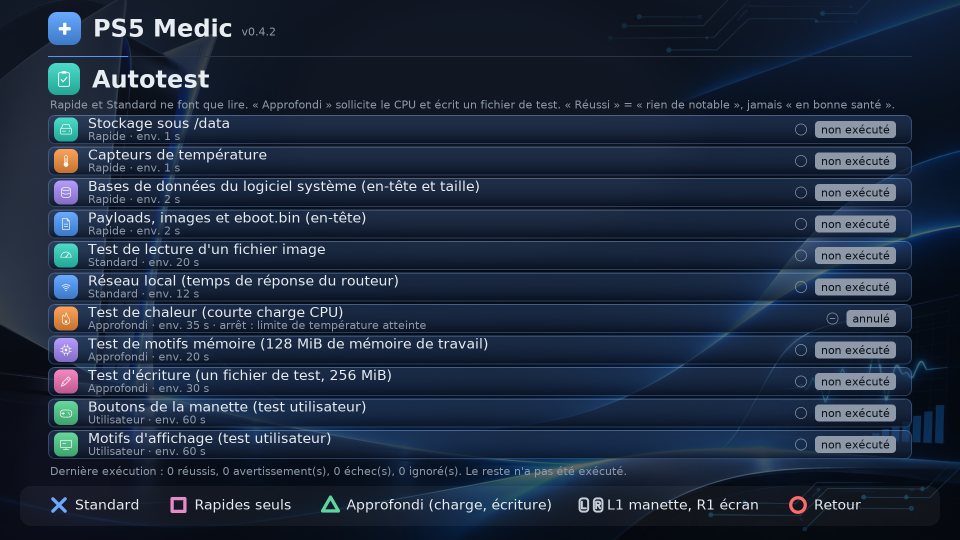 PS5 Medic v0.4.2
Autotest
Rapide et Standard ne font que lire. « Approfondi » sollicite le CPU et écrit un fichier de test. « Réussi » = « rien de notable », jamais « en bonne santé ».
Stockage sous /data
Rapide · env. 1 s
non exécuté
Capteurs de température
Rapide · env. 1 s
non exécuté
Bases de données du logiciel système (en-tête et taille)
Rapide · env. 2 s
non exécuté
Payloads, images et eboot.bin (en-tête)
Rapide · env. 2 s
non exécuté
Test de lecture d'un fichier image
Standard · env. 20 s
non exécuté
Réseau local (temps de réponse du routeur)
Standard · env. 12 s
non exécuté
Test de chaleur (courte charge CPU)
Approfondi · env. 35 s · arrêt : limite de température atteinte
annulé
Test de motifs mémoire (128 MiB de mémoire de travail)
Approfondi · env. 20 s
non exécuté
Test d'écriture (un fichier de test, 256 MiB)
Approfondi · env. 30 s
non exécuté
Boutons de la manette (test utilisateur)
Utilisateur · env. 60 s
non exécuté
Motifs d'affichage (test utilisateur)
Utilisateur · env. 60 s
non exécuté
Dernière exécution : 0 réussis, 0 avertissement(s), 0 échec(s), 0 ignoré(s). Le reste n'a pas été exécuté.
Standard Rapides seuls Approfondi (charge, écriture) L R L1 manette, R1 écran Retour